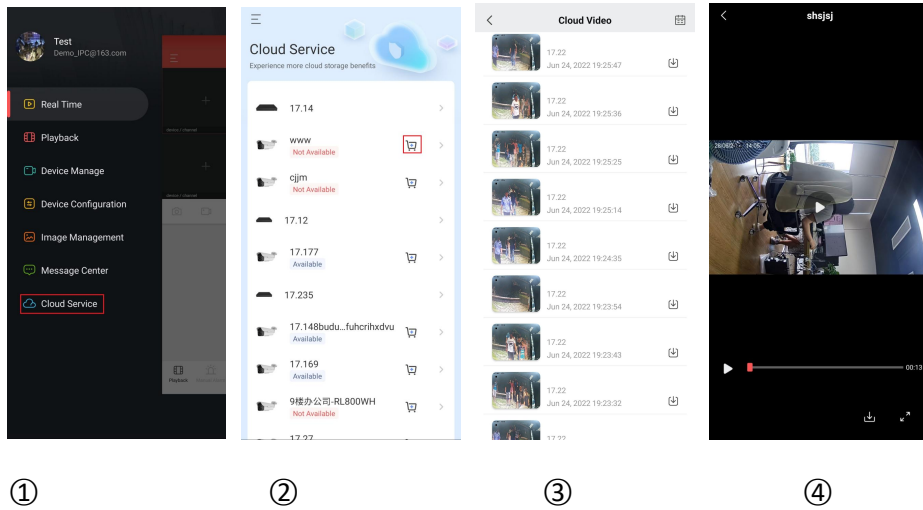 Test
Demo_IPC@163.com
Real Time
Playback
Device Manage
Device Configuration
Image Management
Message Center
Cloud Service
device 1 channel
device 1 channel
Playback
①
Cloud Service
Experience more cloud storage benefits
17.14
www
Not Available
cjjm
Not Available
17.12
17.177
Available
17.235
17.148budu...fuhcrihxdvu
Available
17.169
Available
9楼办公司-RL800WH
Not Available
17.27
②
Cloud Video
17.22
Jun 24, 2022 19:25:47
17.22
Jun 24, 2022 19:25:36
17.22
Jun 24, 2022 19:25:25
17.22
Jun 24, 2022 19:25:14
17.22
Jun 24, 2022 19:24:35
17.22
Jun 24, 2022 19:23:54
17.22
Jun 24, 2022 19:23:43
17.22
Jun 24, 2022 19:23:32
17.22
③
shsjsj
00:13
④